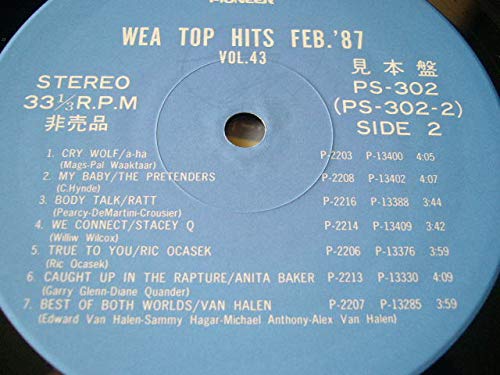 PIONEER
WEA TOP HITS FEB.'87
VOL.43
STEREO
33 1/3 R.P.M
非売品
見本盤
PS-302
(PS-302-2)
SIDE 2
1. CRY WOLF/a-ha P-2203 P-13400 4:05
(Mags-Pal Waaktaar)
2. MY BABY/THE PRETENDERS P-2208 P-13402 4:07
(C.Hynde)
3. BODY TALK/RATT P-2216 P-13388 3:44
(Pearcy-DeMartini-Crousier)
4. WE CONNECT/STACEY Q P-2214 P-13409 3:42
(Williw Wilcox)
5. TRUE TO YOU/RIC OCASEK P-2206 P-13376 3:59
(Ric Ocasek)
6. CAUGHT UP IN THE RAPTURE/ANITA BAKER P-2213 P-13330 4:09
(Garry Glenn-Diane Quander)
7. BEST OF BOTH WORLDS/VAN HALEN P-2207 P-13285 3:59
(Edward Van Halen-Sammy Hagar-Michael Anthony-Alex Van Halen)